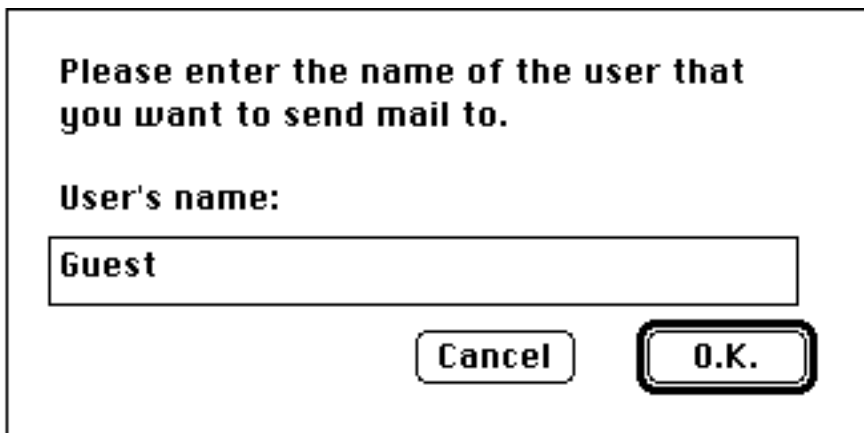 Please enter the name of the user that
you want to send mail to.
User's name:
Guest
Cancel
O.K.